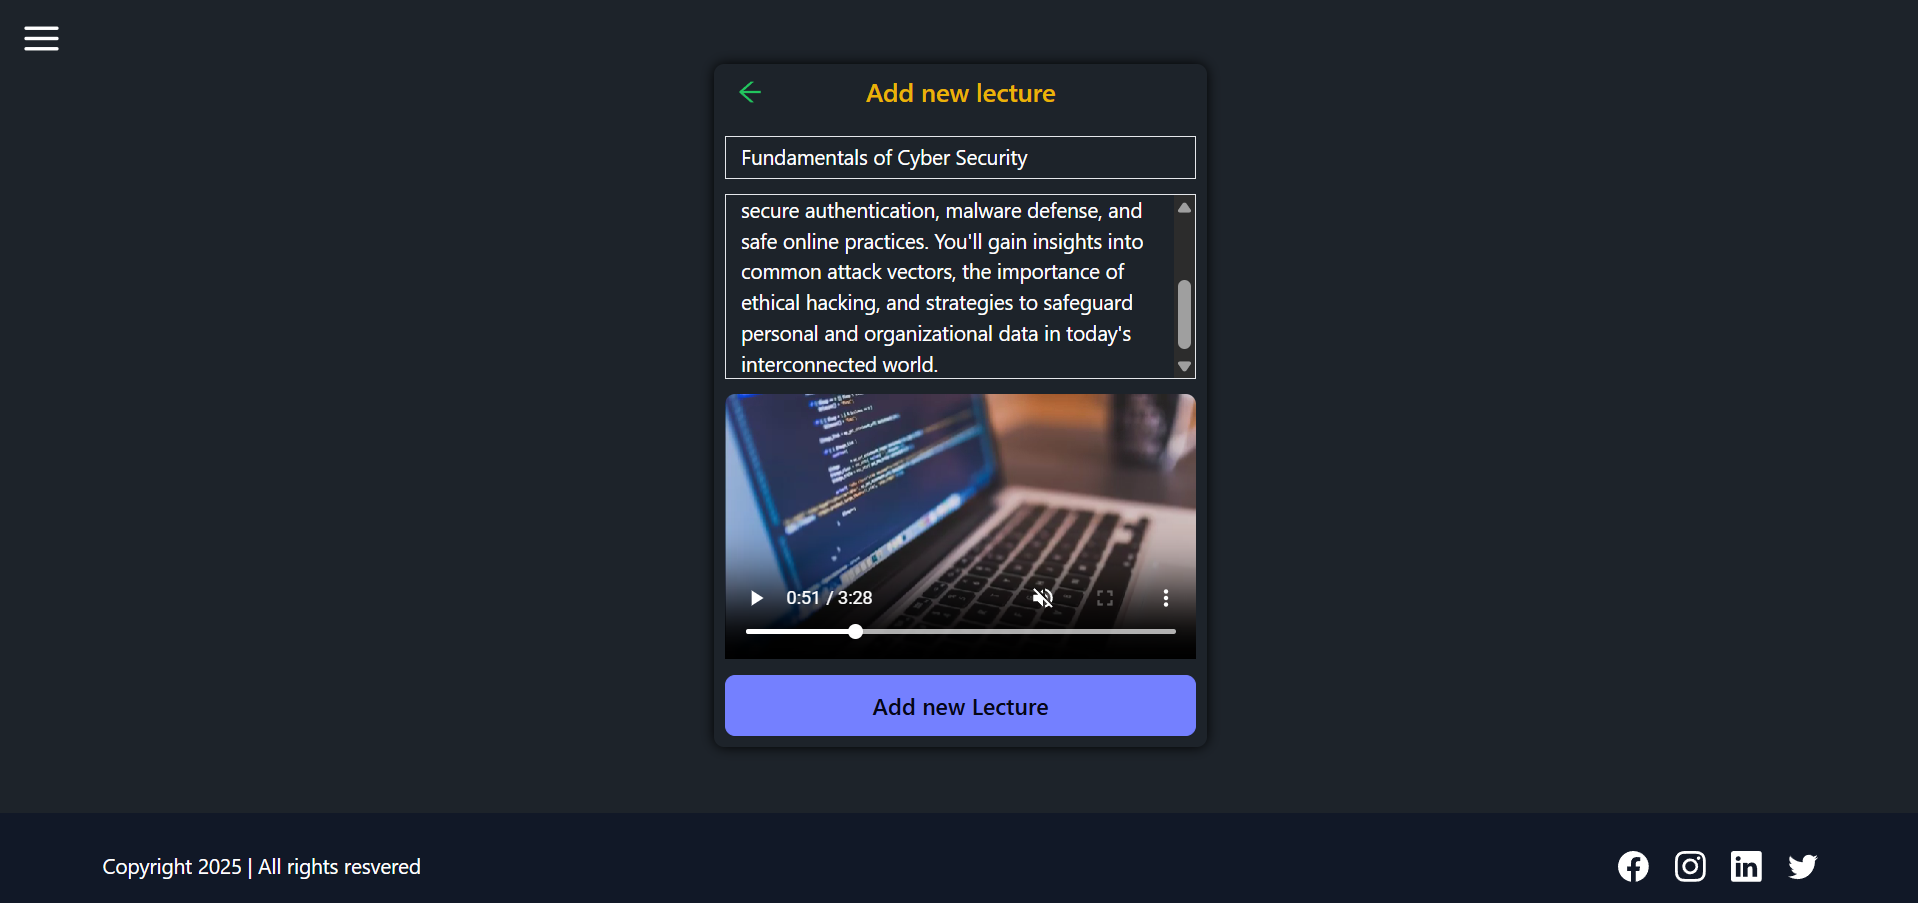 Add new lecture
Fundamentals of Cyber Security
secure authentication, malware defense, and
safe online practices. You'll gain insights into
common attack vectors, the importance of
ethical hacking, and strategies to safeguard
personal and organizational data in today's
interconnected world.
0:51 / 3:28
Add new Lecture
Copyright 2025 | All rights resvered